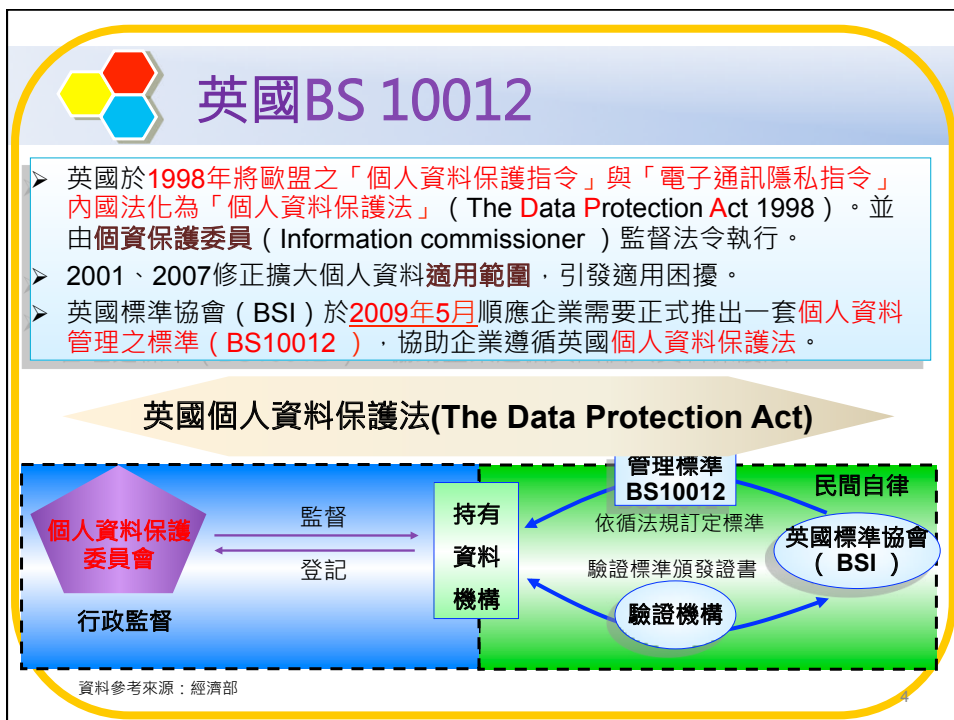 英國BS 10012
➢ 英國於1998年將歐盟之「個人資料保護指令」與「電子通訊隱私指令」
內國法化為「個人資料保護法」（The Data Protection Act 1998）。並
由個資保護委員（Information commissioner ）監督法令執行。
➢ 2001、2007修正擴大個人資料適用範圍，引發適用困擾。
➢ 英國標準協會（BSI）於2009年5月順應企業需要正式推出一套個人資料
管理之標準（BS10012 ），協助企業遵循英國個人資料保護法。
英國個人資料保護法(The Data Protection Act)
個人資料保護
委員會
行政監督
監督
登記
持有
資料
機構
管理標準
BS10012
依循法規訂定標準
驗證標準頒發證書
驗證機構
民間自律
英國標準協會
（ BSI ）
資料參考來源：經濟部
4